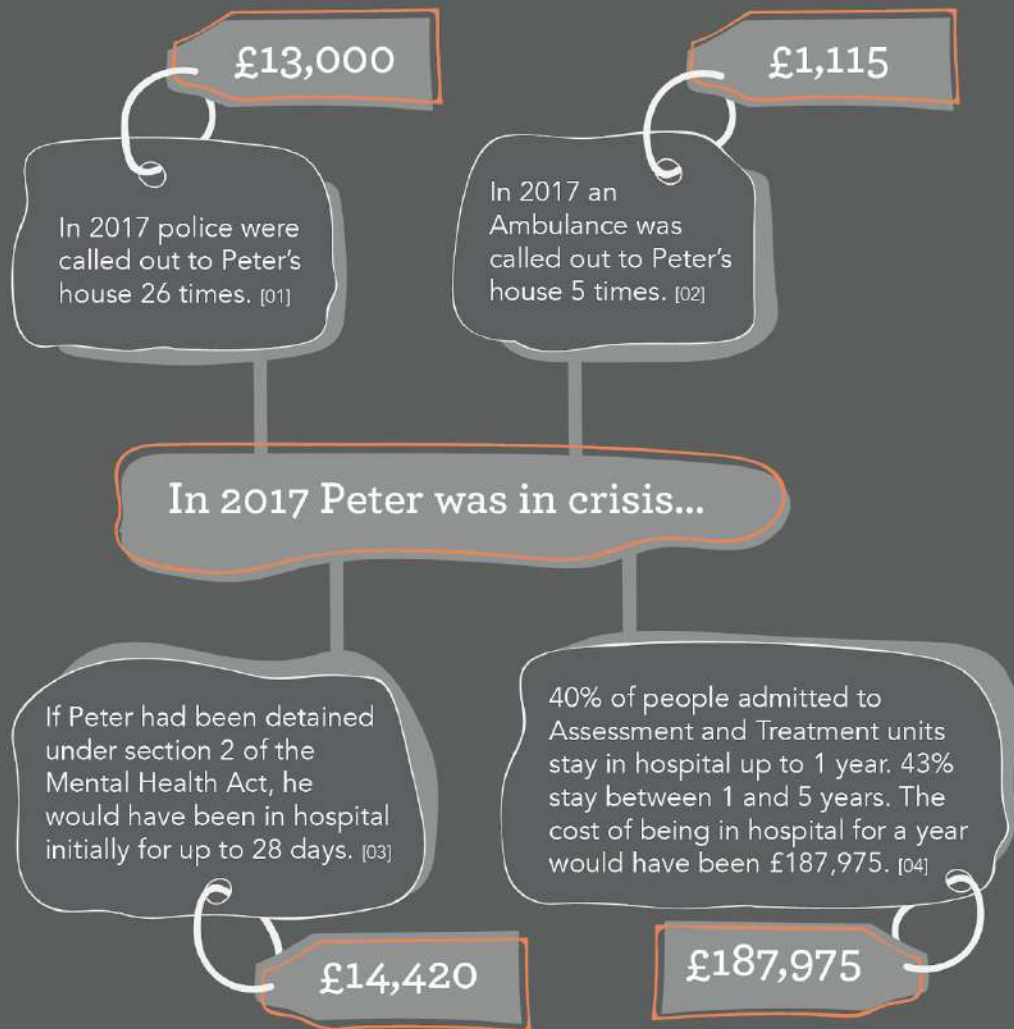 £13,000
In 2017 police were
called out to Peter’s
house 26 times. [01]
£1,115
In 2017 an
Ambulance was
called out to Peter’s
house 5 times. [02]
In 2017 Peter was in crisis...
If Peter had been detained
under section 2 of the
Mental Health Act, he
would have been in hospital
initially for up to 28 days. [03]
£14,420
40% of people admitted to
Assessment and Treatment units
stay in hospital up to 1 year. 43%
stay between 1 and 5 years. The
cost of being in hospital for a year
would have been £187,975. [04]
£187,975